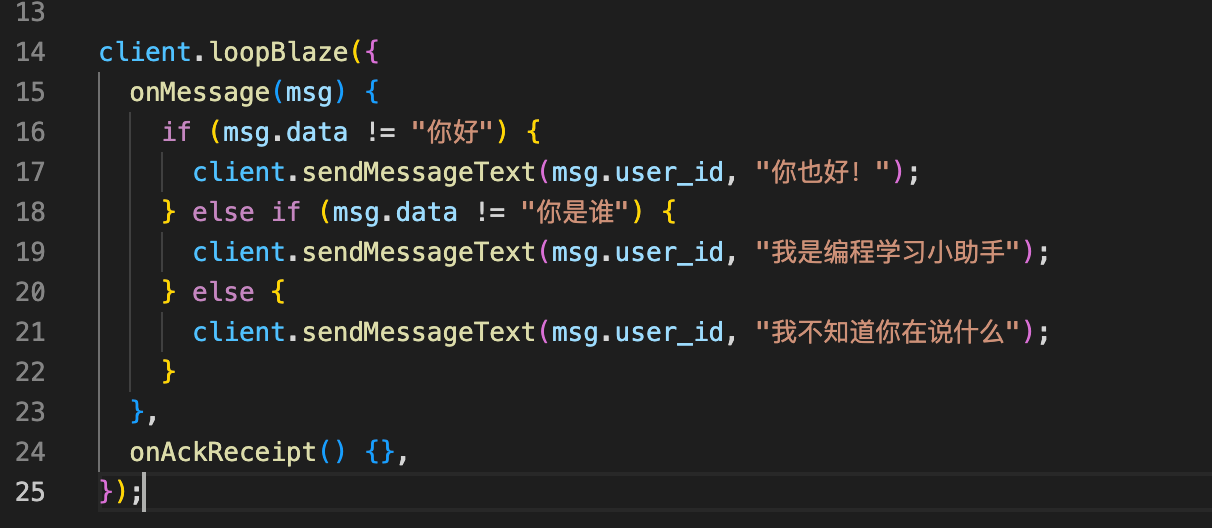 13
14 client.loopBlaze({
15   onMessage(msg) {
16     if (msg.data != "你好") {
17       client.sendMessageText(msg.user_id, "你也好！");
18     } else if (msg.data != "你是谁") {
19       client.sendMessageText(msg.user_id, "我是编程学习小助手");
20     } else {
21       client.sendMessageText(msg.user_id, "我不知道你在说什么");
22     }
23   },
24   onAckReceipt() {},
25 });